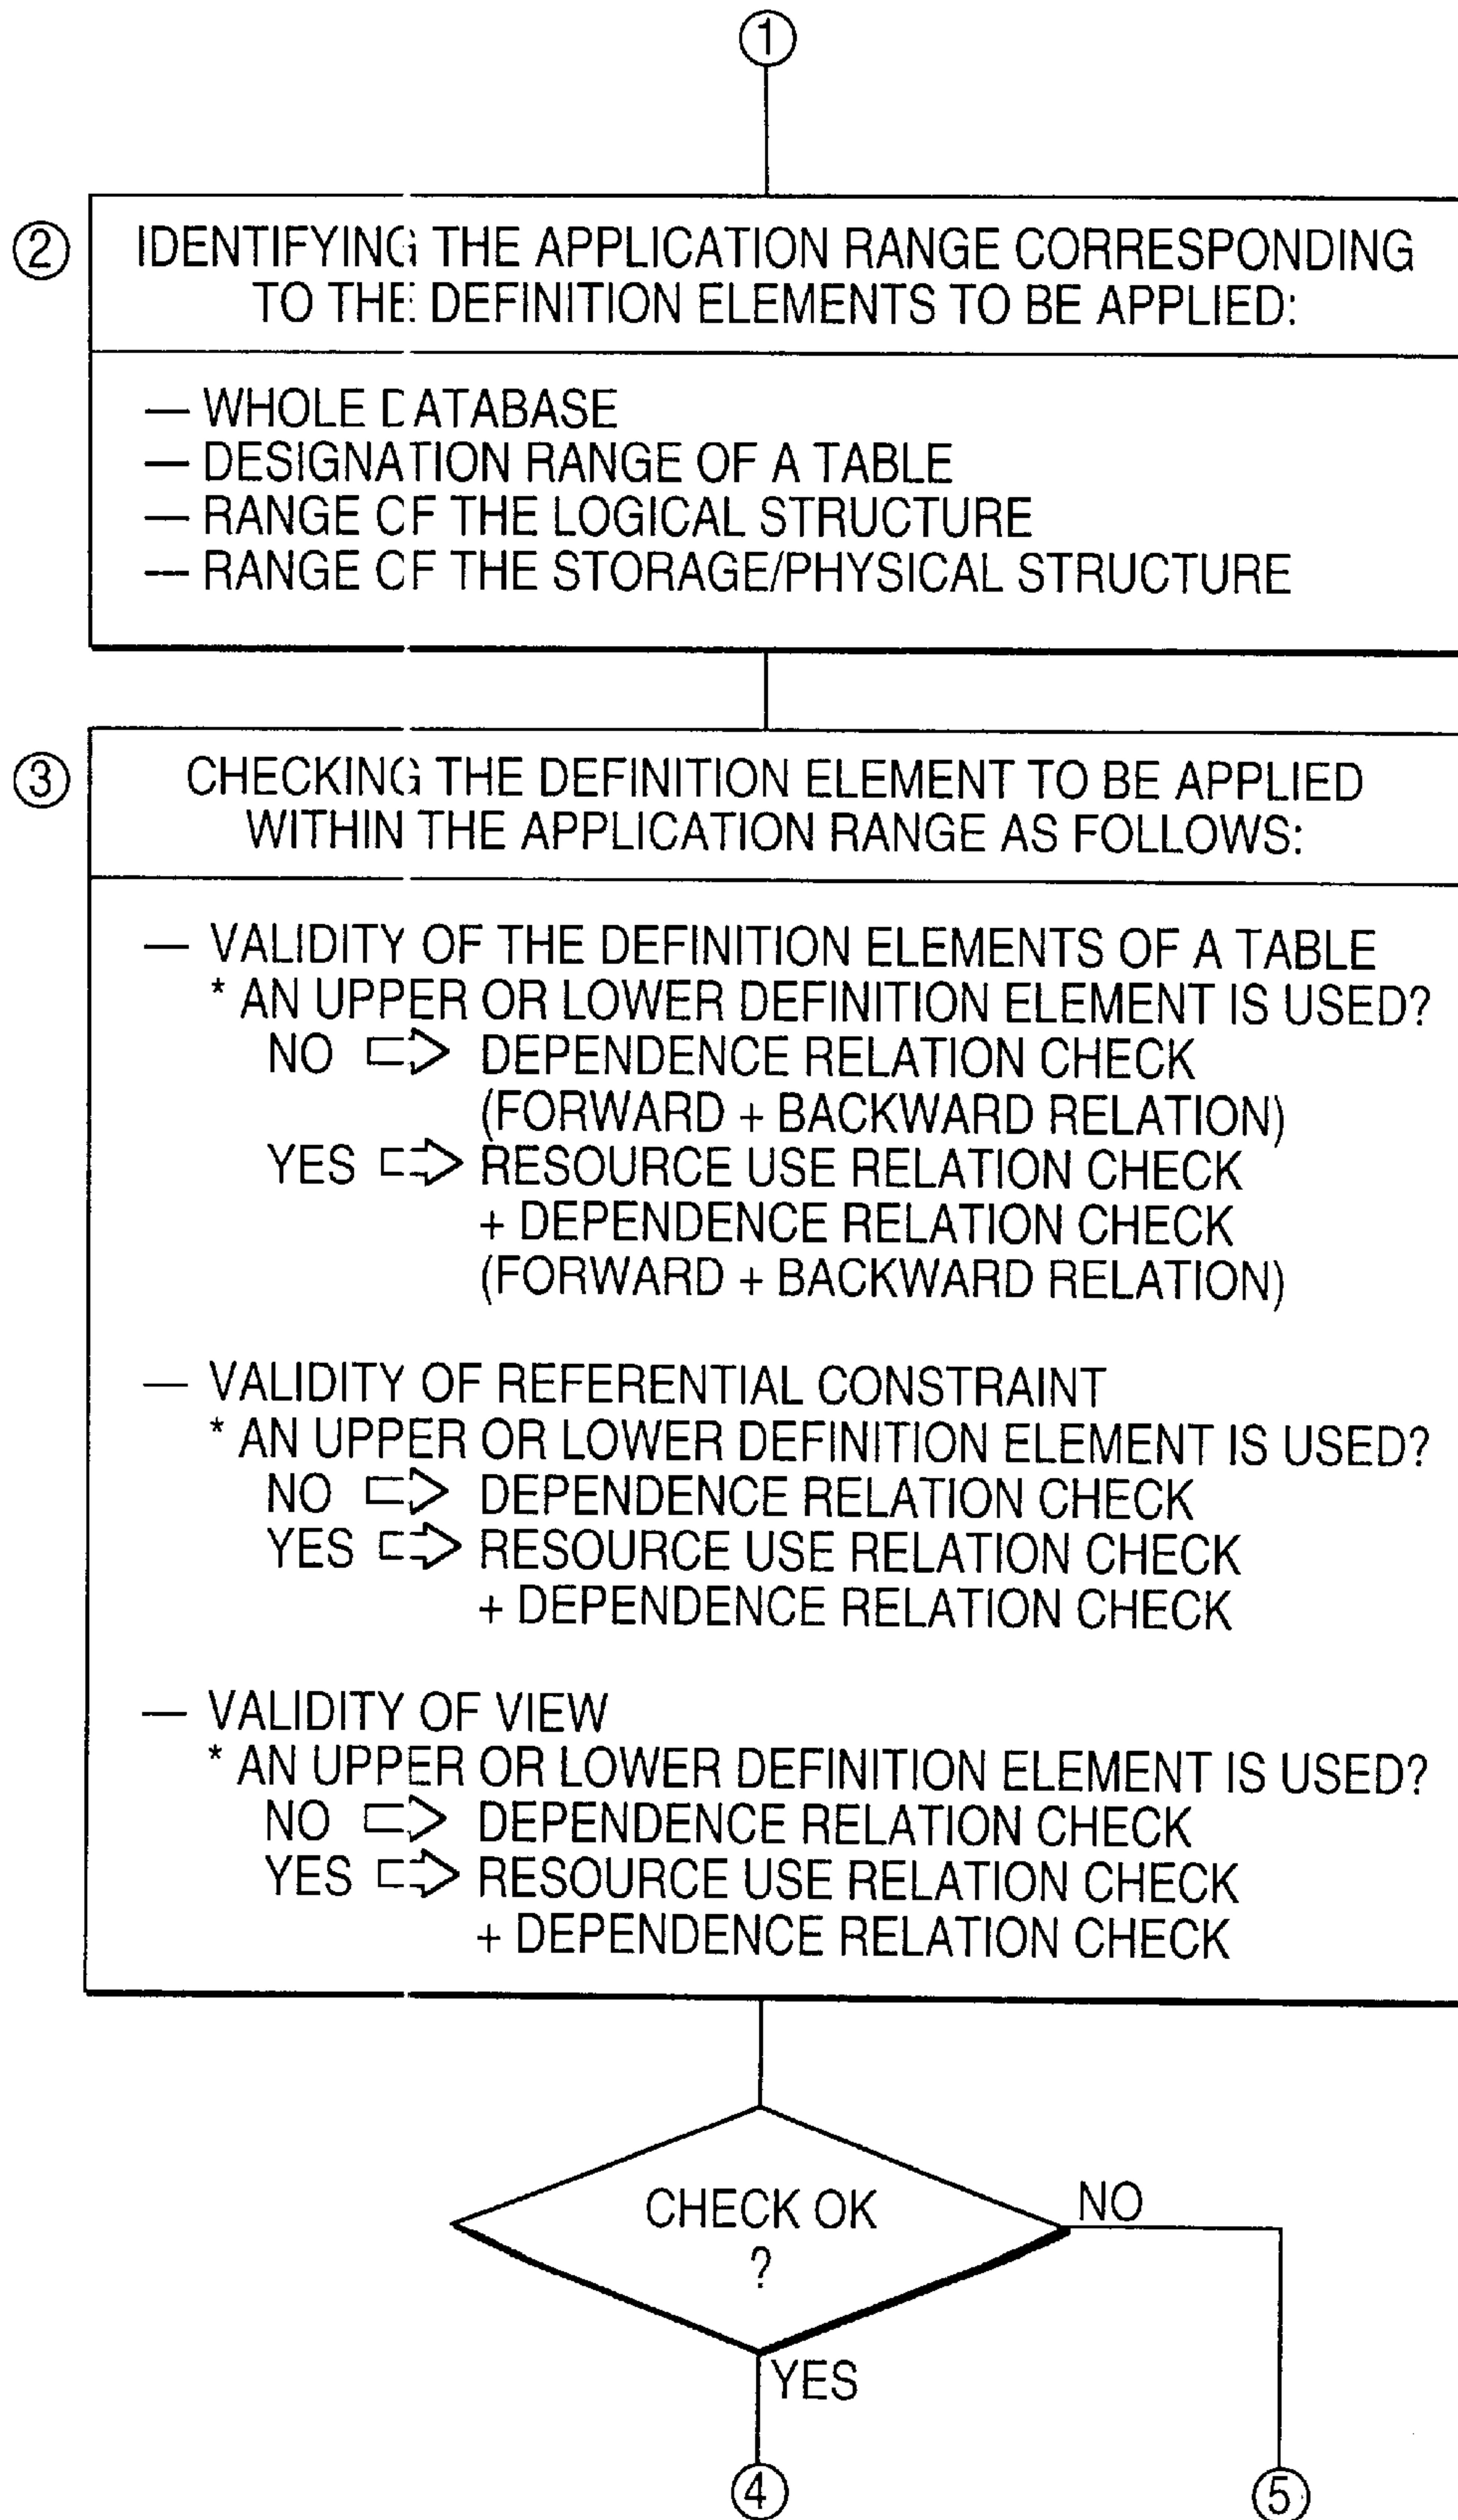 ①
② IDENTIFYING THE APPLICATION RANGE CORRESPONDING
TO THE DEFINITION ELEMENTS TO BE APPLIED:
— WHOLE DATABASE
— DESIGNATION RANGE OF A TABLE
— RANGE OF THE LOGICAL STRUCTURE
— RANGE OF THE STORAGE/PHYSICAL STRUCTURE
③ CHECKING THE DEFINITION ELEMENT TO BE APPLIED
WITHIN THE APPLICATION RANGE AS FOLLOWS:
— VALIDITY OF THE DEFINITION ELEMENTS OF A TABLE
* AN UPPER OR LOWER DEFINITION ELEMENT IS USED?
NO ⇨ DEPENDENCE RELATION CHECK
(FORWARD + BACKWARD RELATION)
YES ⇨ RESOURCE USE RELATION CHECK
+ DEPENDENCE RELATION CHECK
(FORWARD + BACKWARD RELATION)
— VALIDITY OF REFERENTIAL CONSTRAINT
* AN UPPER OR LOWER DEFINITION ELEMENT IS USED?
NO ⇨ DEPENDENCE RELATION CHECK
YES ⇨ RESOURCE USE RELATION CHECK
+ DEPENDENCE RELATION CHECK
— VALIDITY OF VIEW
* AN UPPER OR LOWER DEFINITION ELEMENT IS USED?
NO ⇨ DEPENDENCE RELATION CHECK
YES ⇨ RESOURCE USE RELATION CHECK
+ DEPENDENCE RELATION CHECK
CHECK OK
?
NO
YES
④
⑤